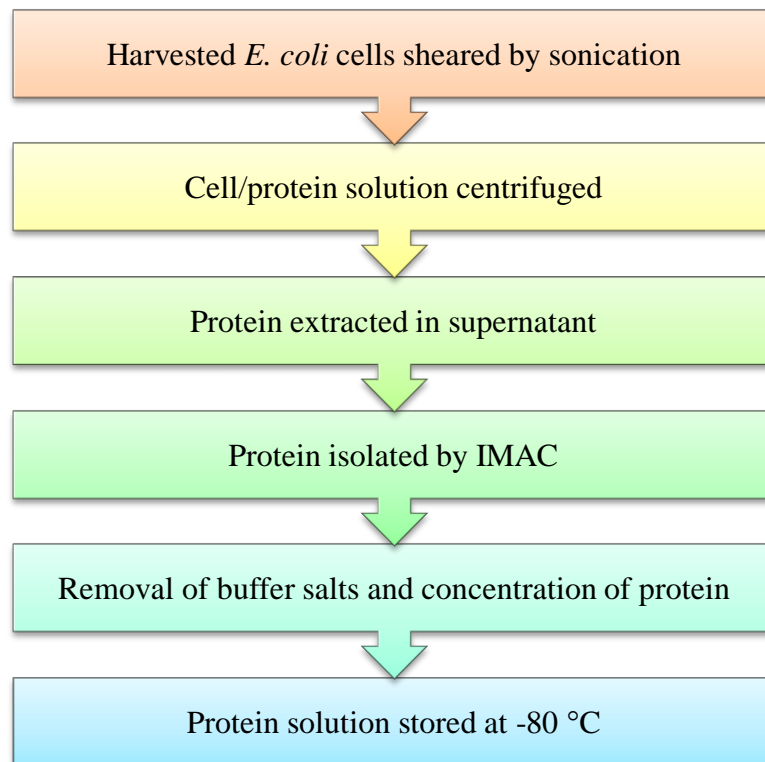 Harvested E. coli cells sheared by sonication
Cell/protein solution centrifuged
Protein extracted in supernatant
Protein isolated by IMAC
Removal of buffer salts and concentration of protein
Protein solution stored at -80 °C